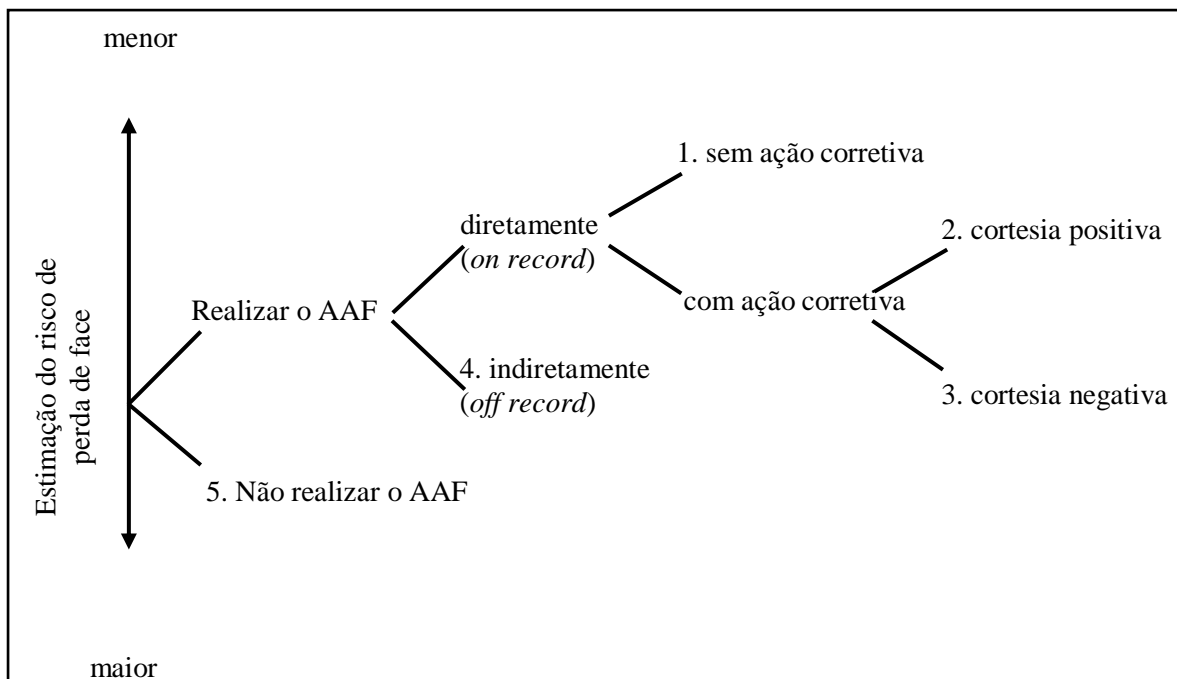 menor
1. sem ação corretiva
diretamente
(on record)
2. cortesia positiva
Realizar o AAF
com ação corretiva
4. indiretamente
(off record)
3. cortesia negativa
Estimação do risco de
perda de face
5. Não realizar o AAF
maior